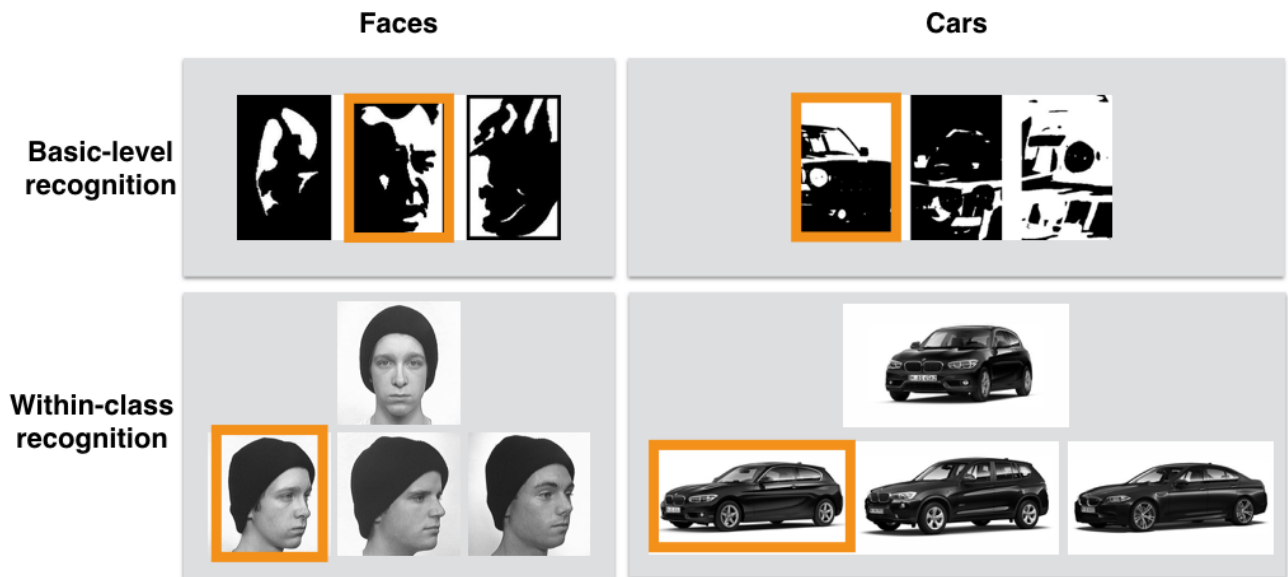 Faces
Cars
Basic-level
recognition
Within-class
recognition